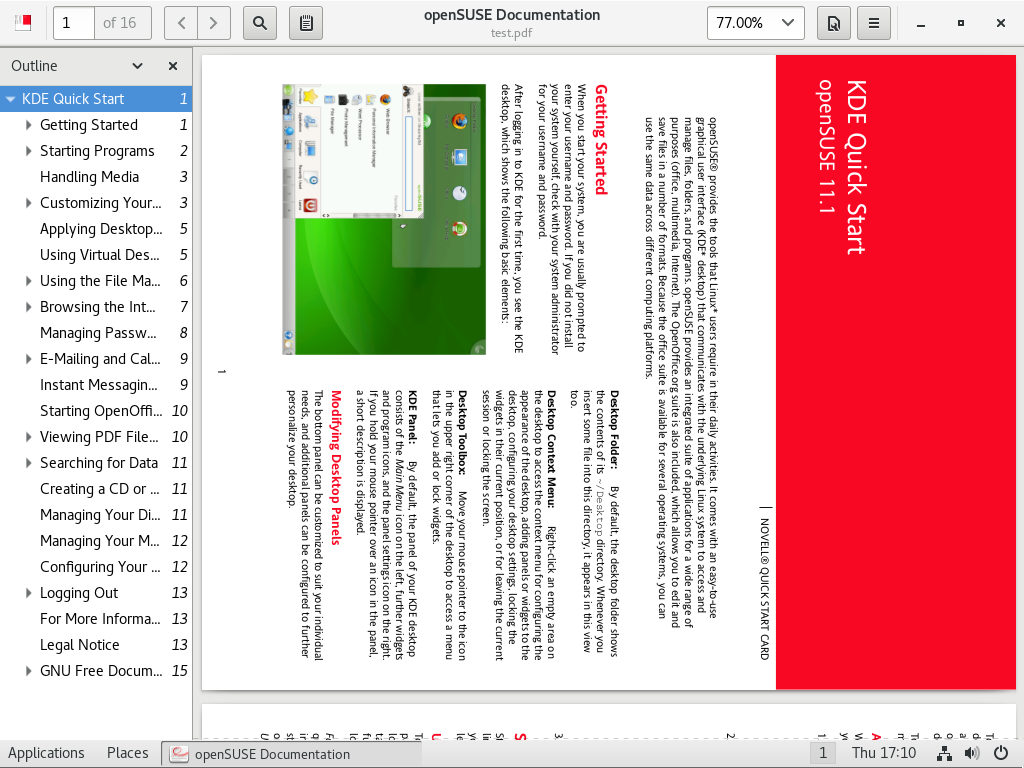 1
of 16
openSUSE Documentation
test.pdf
77.00%
Outline
KDE Quick Start 1
Getting Started 1
Starting Programs 2
Handling Media 3
Customizing Your... 3
Applying Desktop... 5
Using Virtual Des... 5
Using the File Ma... 6
Browsing the Int... 7
Managing Passw... 8
E-Mailing and Cal... 9
Instant Messagin... 9
Starting OpenOffi... 10
Viewing PDF File... 10
Searching for Data 11
Creating a CD or ... 11
Managing Your Di... 11
Managing Your M... 12
Configuring Your ... 12
Logging Out 13
For More Informa... 13
Legal Notice 13
GNU Free Docum... 15
KDE Quick Start
openSUSE 11.1
NOVELL® QUICK START CARD
openSUSE® provides the tools that Linux* users require in their daily activities. It comes with an easy-to-use
graphical user interface (KDE* desktop) that communicates with the underlying Linux system to access and
manage files, folders, and programs. openSUSE provides an integrated suite of applications for a wide range of
purposes (office, multimedia, Internet). The OpenOffice.org suite is also included, which allows you to edit and
save files in a number of formats. Because the office suite is available for several operating systems, you can
use the same data across different computing platforms.
Getting Started
When you start your system, you are usually prompted to
enter your username and password. If you did not install
your system yourself, check with your system administrator
for your username and password.
After logging in to KDE for the first time, you see the KDE
desktop, which shows the following basic elements:
Desktop Folder: By default, the desktop folder shows
the contents of its ~/Desktop directory. Whenever you
insert some file into this directory, it appears in this view
too.
Desktop Context Menu: Right-click an empty area on
the desktop to access the context menu for configuring the
appearance of the desktop, adding panels or widgets to the
desktop, configuring your desktop settings, locking the
widgets in their current position, or for leaving the current
session or locking the screen.
Desktop Toolbox: Move your mouse pointer to the icon
in the upper right corner of the desktop to access a menu
that lets you add or lock widgets.
KDE Panel: By default, the panel of your KDE desktop
consists of the Main Menu icon on the left, further widgets
and program icons, and the panel settings icon on the right.
If you hold your mouse pointer over an icon in the panel,
a short description is displayed.
Modifying Desktop Panels
The bottom panel can be customized to suit your individual
needs, and additional panels can be configured to further
personalize your desktop.
1
Applications
Places
openSUSE Documentation
1
Thu 17:10